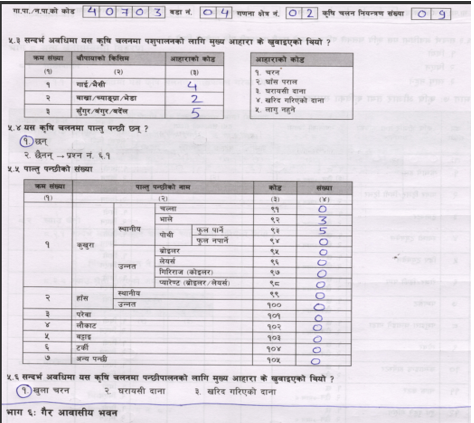 गा.पा./न.पा.को कोड 4 0 7 0 3 वडा नं. 0 4 गणना क्षेत्र नं. 0 2 कृषि चलन नियन्त्रण संख्या 0 9
५.३ सन्दर्भ अवधिमा यस कृषि चलनमा पशुपालनको लागि मुख्य आहारा के खुवाइएको थियो ?
क्रम संख्या चौपायाको किसिम आहाराको कोड
(१) (२) (३)
१ गाई/भैंसी 4
२ बाख्रा/च्याङ्ग्रा/भेडा 2
३ सुँगुर/बंगुर/बदेल 5
आहाराको कोड
१. चरन
२. घाँस पराल
३. घरायसी दाना
४. खरिद गरिएको दाना
५. लागु नहुने
५.४ यस कृषि चलनमा पाल्तु पन्छी छन् ?
१. छन्
२. छैनन् → प्रश्न नं. ६.१
५.५ पाल्तु पन्छीको संख्या
क्रम संख्या पाल्तु पन्छीको नाम कोड संख्या
(१) (२) (३) (४)
१ कुखुरा स्थानीय चल्ला ९१ 0
भाले ९२ 3
पोथी फुल पार्ने ९३ 5
फुल नपार्ने ९४ 0
उन्नत ब्रोइलर ९५ 0
लेयर्स ९६ 0
गिरिराज (कोइलर) ९७ 0
प्यारेण्ट (ब्रोइलर/लेयर्स) ९८ 0
२ हाँस स्थानीय ९९ 0
उन्नत १०० 0
३ परेवा १०१ 0
४ लौकाट १०२ 0
५ बट्टाइ १०३ 0
६ टर्की १०४ 0
७ अन्य पन्छी १०५ 0
५.६ सन्दर्भ अवधिमा यस कृषि चलनमा पन्छीपालनको लागि मुख्य आहारा के खुवाइएको थियो ?
१. खुला चरन २. घरायसी दाना ३. खरिद गरिएको दाना
भाग ६: गैर आवासीय भवन